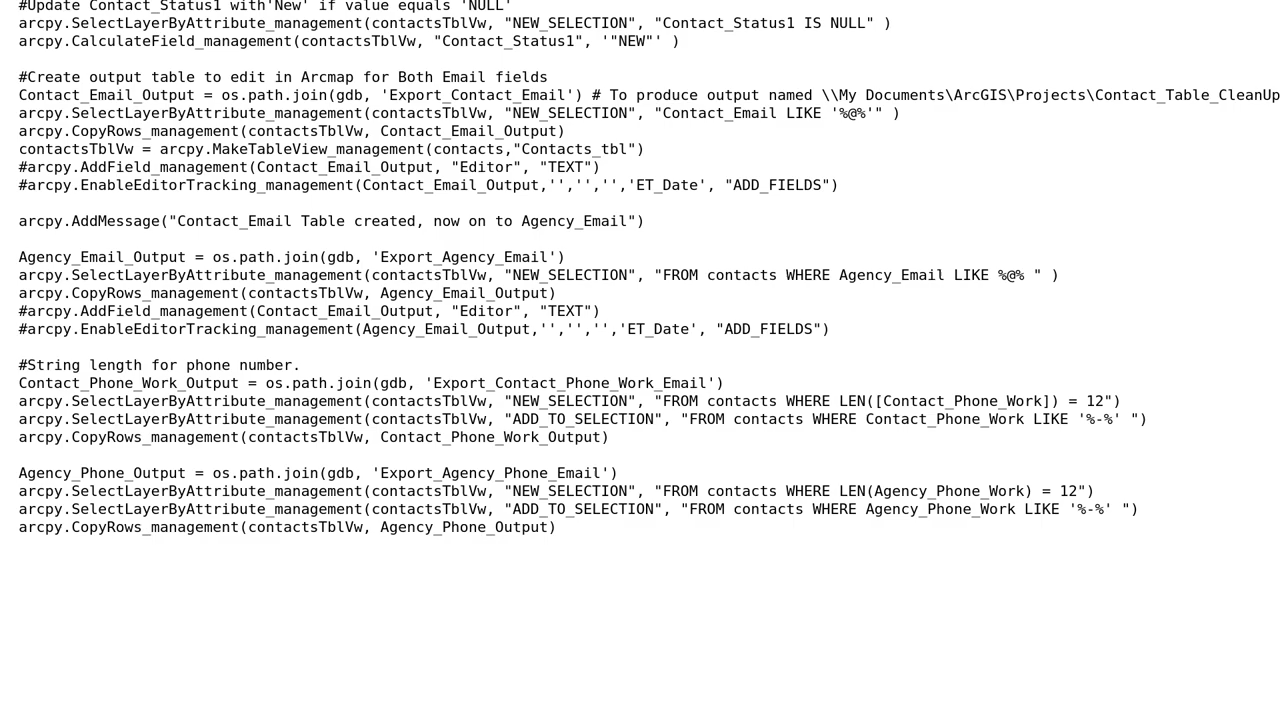 #Update Contact_Status1 with'New' if value equals 'NULL'
arcpy.SelectLayerByAttribute_management(contactsTblVw, "NEW_SELECTION", "Contact_Status1 IS NULL" )
arcpy.CalculateField_management(contactsTblVw, "Contact_Status1", '"NEW"' )
#Create output table to edit in Arcmap for Both Email fields
Contact_Email_Output = os.path.join(gdb, 'Export_Contact_Email') # To produce output named \\My Documents\ArcGIS\Projects\Contact_Table_CleanUp
arcpy.SelectLayerByAttribute_management(contactsTblVw, "NEW_SELECTION", "Contact_Email LIKE '%@%'" )
arcpy.CopyRows_management(contactsTblVw, Contact_Email_Output)
contactsTblVw = arcpy.MakeTableView_management(contacts,"Contacts_tbl")
#arcpy.AddField_management(Contact_Email_Output, "Editor", "TEXT")
#arcpy.EnableEditorTracking_management(Contact_Email_Output,'','','','ET_Date', "ADD_FIELDS")
arcpy.AddMessage("Contact_Email Table created, now on to Agency_Email")
Agency_Email_Output = os.path.join(gdb, 'Export_Agency_Email')
arcpy.SelectLayerByAttribute_management(contactsTblVw, "NEW_SELECTION", "FROM contacts WHERE Agency_Email LIKE %@% " )
arcpy.CopyRows_management(contactsTblVw, Agency_Email_Output)
#arcpy.AddField_management(Contact_Email_Output, "Editor", "TEXT")
#arcpy.EnableEditorTracking_management(Agency_Email_Output,'','','','ET_Date', "ADD_FIELDS")
#String length for phone number.
Contact_Phone_Work_Output = os.path.join(gdb, 'Export_Contact_Phone_Work_Email')
arcpy.SelectLayerByAttribute_management(contactsTblVw, "NEW_SELECTION", "FROM contacts WHERE LEN([Contact_Phone_Work]) = 12")
arcpy.SelectLayerByAttribute_management(contactsTblVw, "ADD_TO_SELECTION", "FROM contacts WHERE Contact_Phone_Work LIKE '%-%' ")
arcpy.CopyRows_management(contactsTblVw, Contact_Phone_Work_Output)
Agency_Phone_Output = os.path.join(gdb, 'Export_Agency_Phone_Email')
arcpy.SelectLayerByAttribute_management(contactsTblVw, "NEW_SELECTION", "FROM contacts WHERE LEN(Agency_Phone_Work) = 12")
arcpy.SelectLayerByAttribute_management(contactsTblVw, "ADD_TO_SELECTION", "FROM contacts WHERE Agency_Phone_Work LIKE '%-%' ")
arcpy.CopyRows_management(contactsTblVw, Agency_Phone_Output)